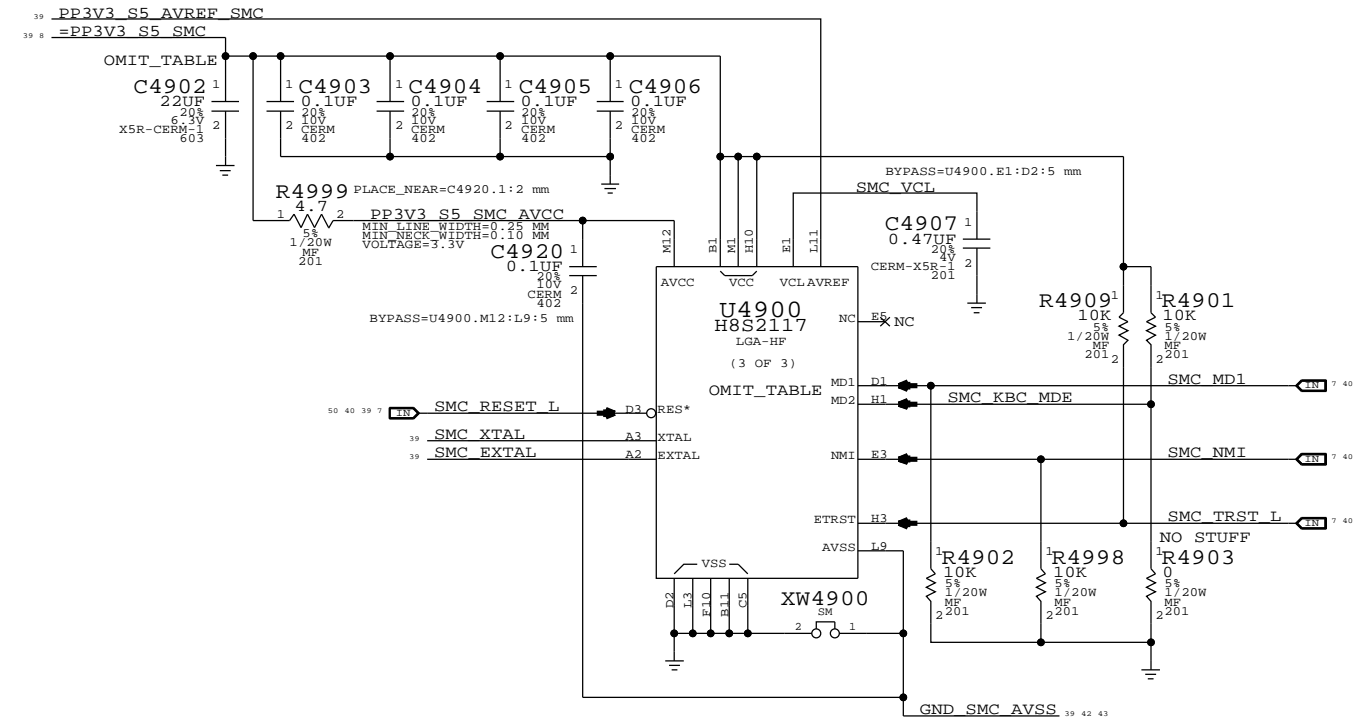 39 PP3V3_S5_AVREF_SMC
39 8 =PP3V3_S5_SMC
OMIT_TABLE
C4902 1
22UF
20%
6.3V
X5R-CERM-1 2
603
1 C4903
0.1UF
20%
10V
2 CERM
402
1 C4904
0.1UF
20%
10V
2 CERM
402
1 C4905
0.1UF
20%
10V
2 CERM
402
1 C4906
0.1UF
20%
10V
2 CERM
402
R4999 PLACE_NEAR=C4920.1:2 mm
1 4.7 2
5%
1/20W
MF
201
PP3V3_S5_SMC_AVCC
MIN_LINE_WIDTH=0.25 MM
MIN_NECK_WIDTH=0.10 MM
VOLTAGE=3.3V
C4920 1
0.1UF
20%
10V
CERM 2
402
BYPASS=U4900.M12:L9:5 mm
BYPASS=U4900.E1:D2:5 mm
SMC_VCL
C4907 1
0.47UF
20%
4V
CERM-X5R-1 2
201
M12
B1
M1
H10
E1
L11
AVCC
VCC
VCL AVREF
U4900
H8S2117
LGA-HF
(3 OF 3)
OMIT_TABLE
NC E5 NC
MD1 D1
MD2 H1
NMI E3
ETRST H3
AVSS L9
50 40 39 7 IN SMC_RESET_L D3 RES*
39 SMC_XTAL A3 XTAL
39 SMC_EXTAL A2 EXTAL
VSS
D2
L3
F10
B11
C5
XW4900
SM
2 1
R4909 1
10K
5%
1/20W
MF
201 2
1 R4901
10K
5%
1/20W
MF
2 201
SMC_MD1 IN 7 40
SMC_KBC_MDE
SMC_NMI IN 7 40
SMC_TRST_L IN 7 40
NO STUFF
1 R4902
10K
5%
1/20W
MF
2 201
1 R4998
10K
5%
1/20W
MF
2 201
1 R4903
0
5%
1/20W
MF
2 201
GND_SMC_AVSS 39 42 43